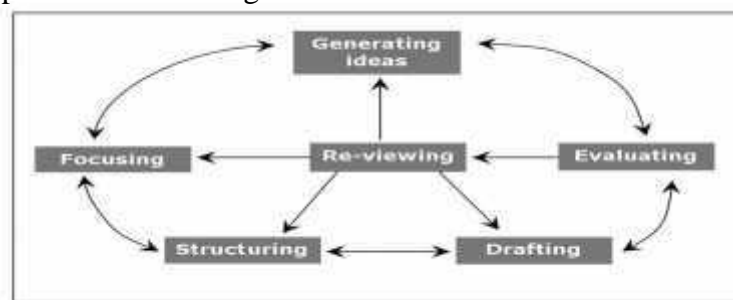 Generating
ideas
Focusing
Re-viewing
Evaluating
Structuring
Drafting